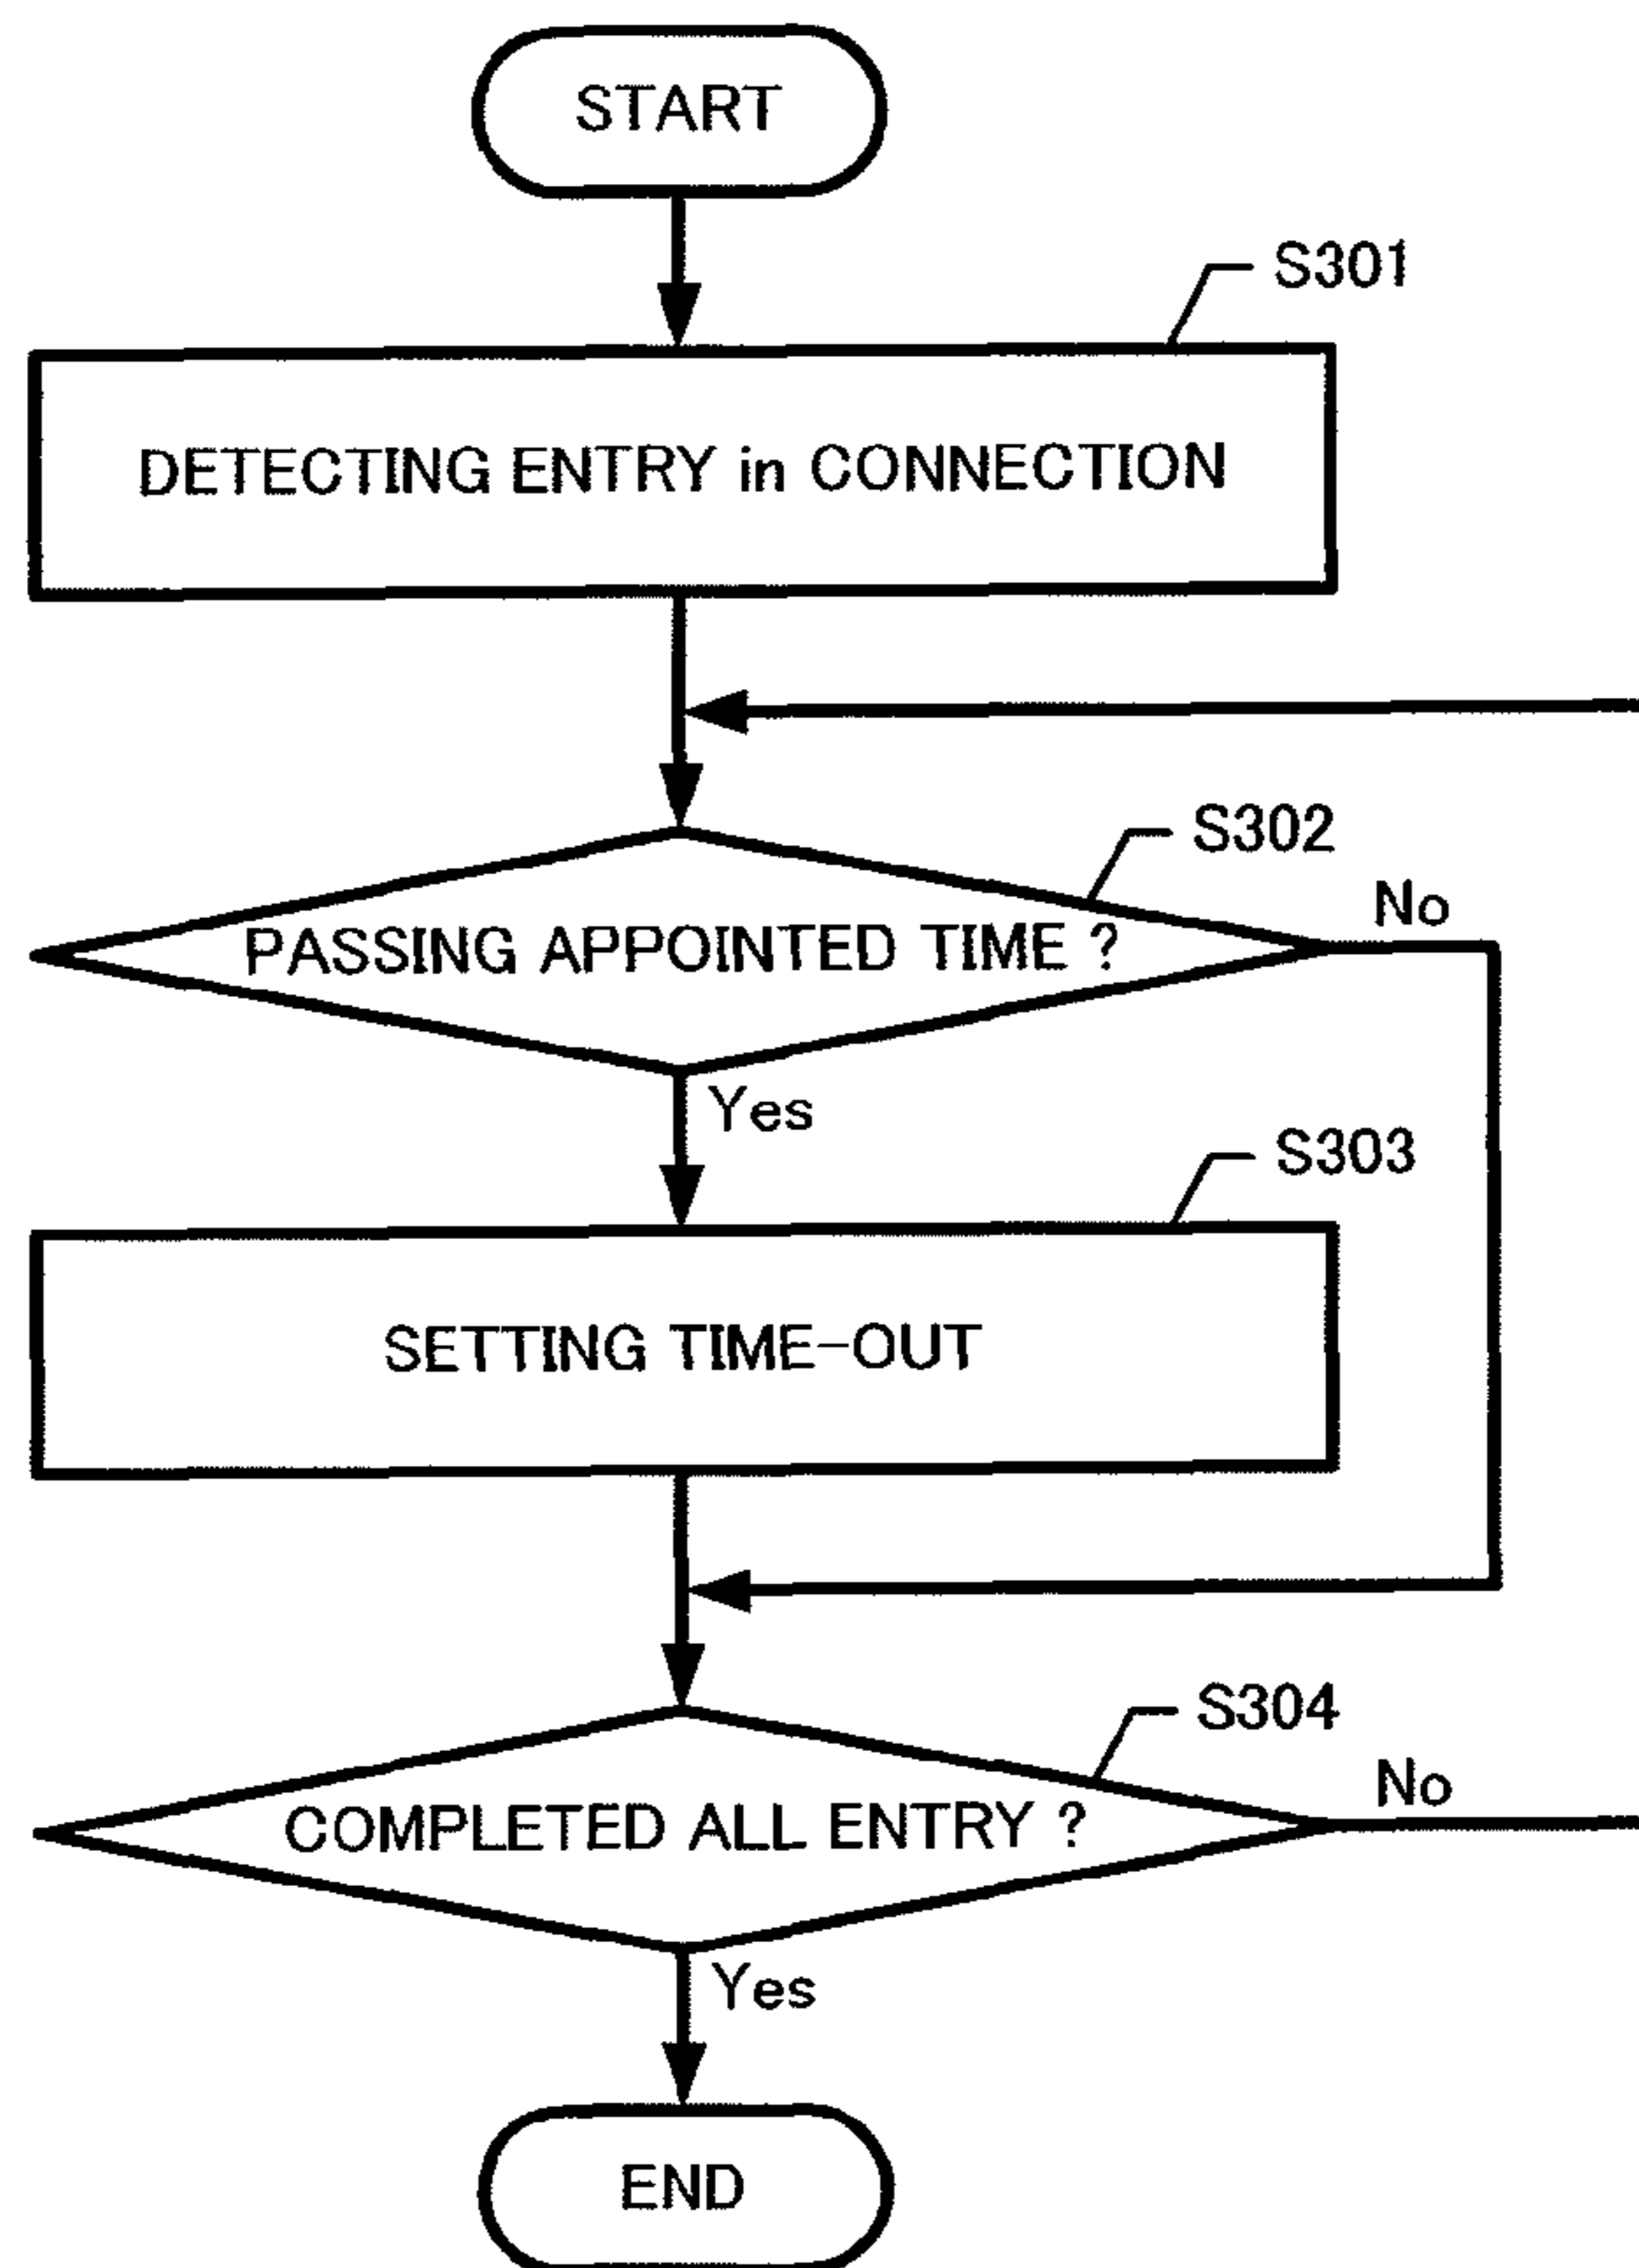 START
S301
DETECTING ENTRY in CONNECTION
S302
No
PASSING APPOINTED TIME ?
Yes
S303
SETTING TIME-OUT
S304
No
COMPLETED ALL ENTRY ?
Yes
END